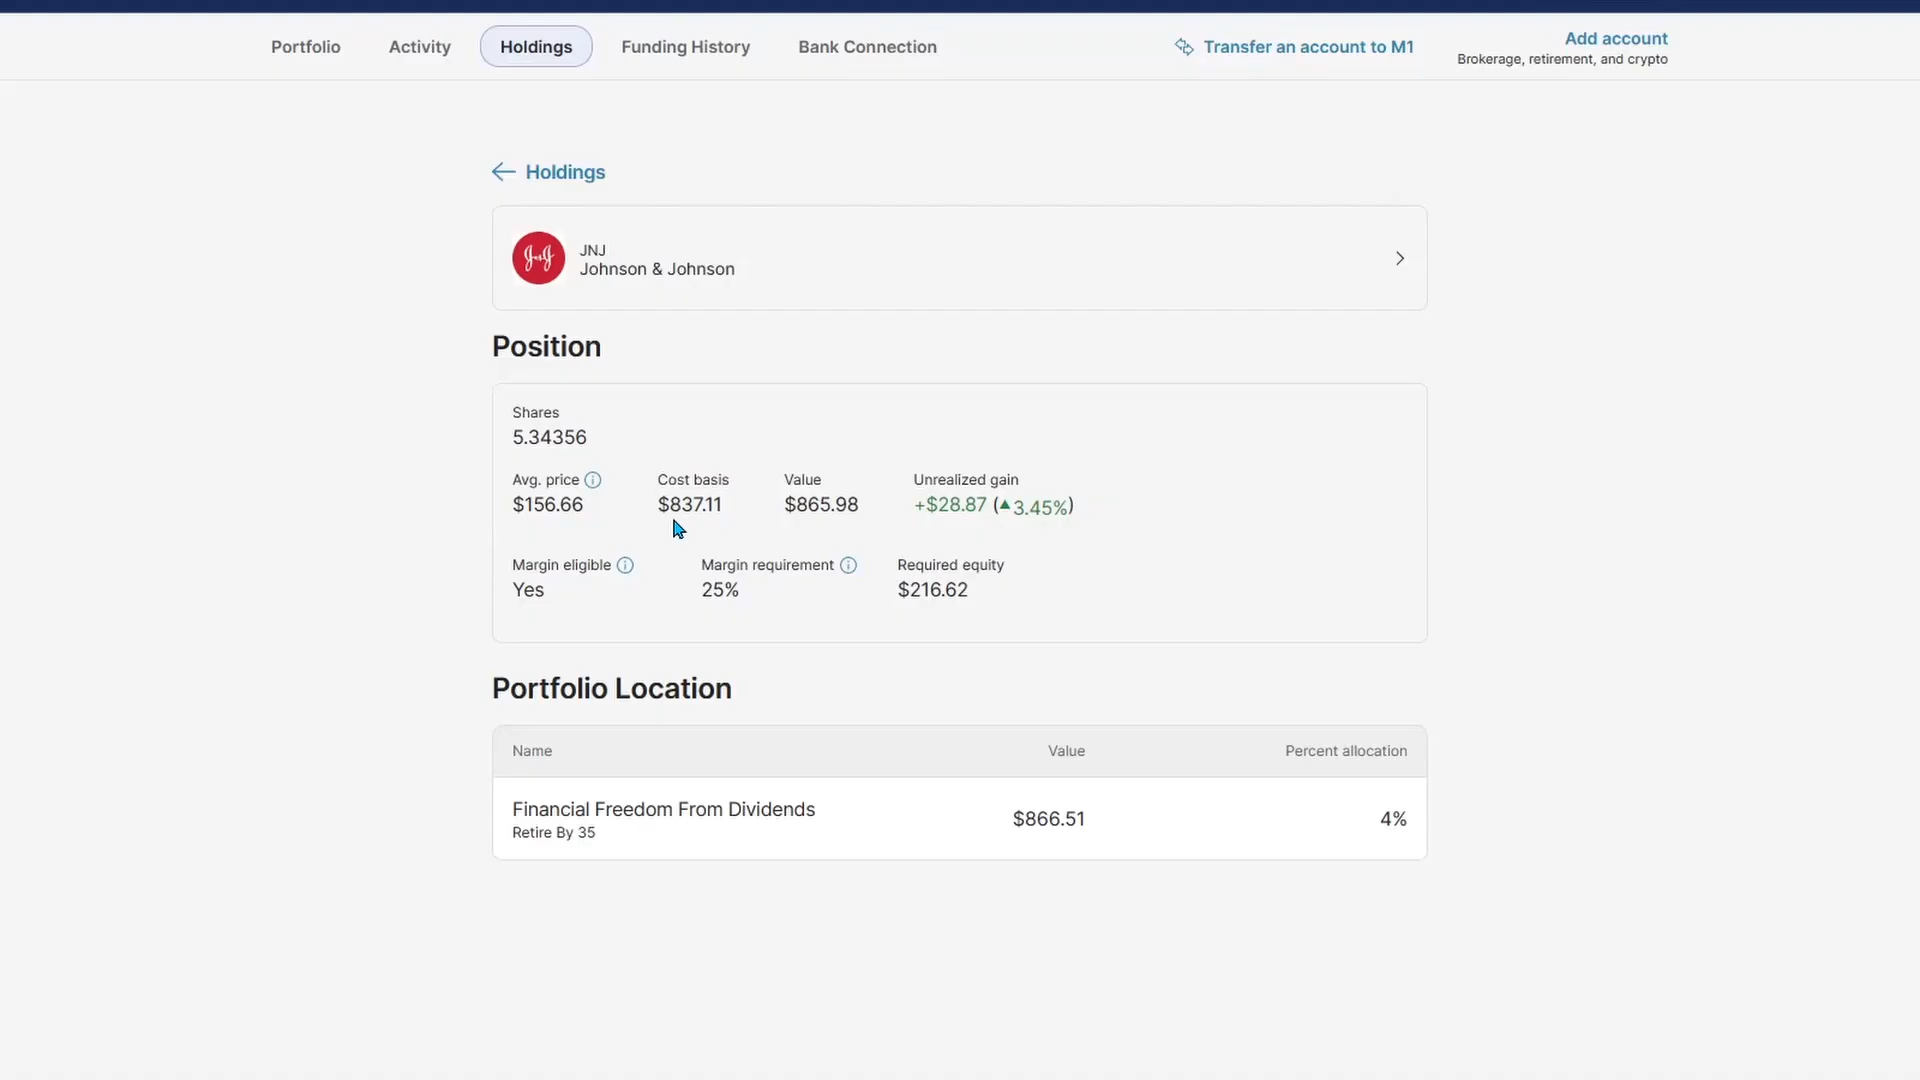 Portfolio
Activity
Holdings
Funding History
Bank Connection
Transfer an account to M1
Add account
Brokerage, retirement, and crypto
Holdings
J&J
JNJ
Johnson & Johnson
Position
Shares
5.34356
Avg. price
$156.66
Cost basis
$837.11
Value
$865.98
Unrealized gain
+$28.87 (▲3.45%)
Margin eligible
Yes
Margin requirement
25%
Required equity
$216.62
Portfolio Location
Name Value Percent allocation
Financial Freedom From Dividends
Retire By 35
$866.51
4%